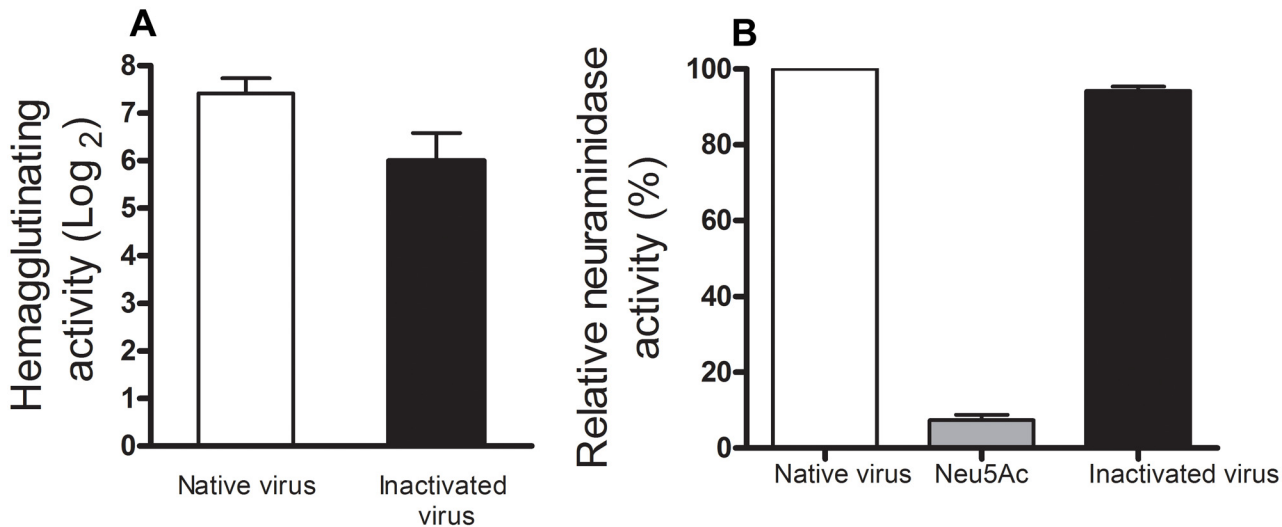 A
Hemagglutinating
activity (Log 2)
8
7
6
5
4
3
2
1
0
Native virus
Inactivated
virus
B
Relative neuraminidase
activity (%)
100
80
60
40
20
0
Native virus
Neu5Ac
Inactivated virus